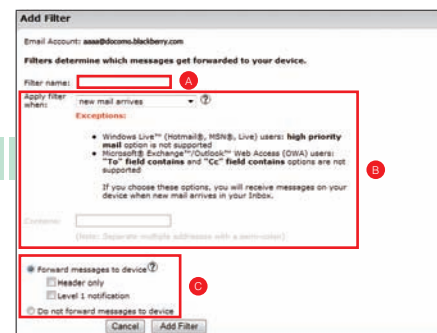 Add Filter
Email Account: aaaa@docomo.blackberry.com
Filters determine which messages get forwarded to your device.
Filter name:
A
Apply filter when:
new mail arrives
?
Exceptions:
• Windows Live™ (Hotmail®, MSN®, Live) users: high priority
mail option is not supported
• Microsoft® Exchange™/Outlook™ Web Access (OWA) users:
"To" field contains and "Cc" field contains options are not
supported
If you choose these options, you will receive messages on your
device when new mail arrives in your Inbox.
B
Contains:
(Note: Separate multiple addresses with a semi-colon)
Forward messages to device ?
Header only
Level 1 notification
C
Do not forward messages to device
Cancel Add Filter